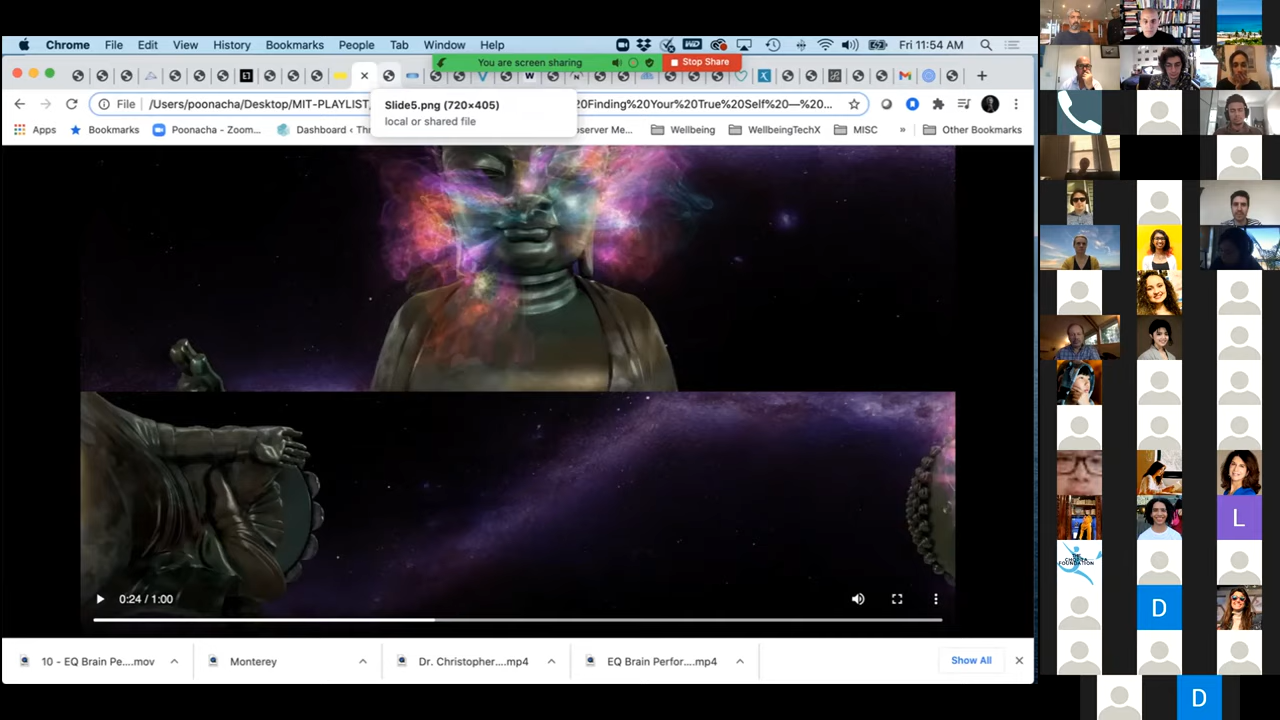 Chrome File Edit View History Bookmarks People Tab Window Help Fri 11:54 AM
You are screen sharing Stop Share
File /Users/poonacha/Desktop/MIT-PLAYLIST/ 20Finding%20Your%20True%20Self%20—%20...
Slide5.png (720×405)
local or shared file
Apps Bookmarks Poonacha - Zoom... Dashboard ‹ Thr server Me... Wellbeing WellbeingTechX MISC » Other Bookmarks
0:24 / 1:00
10 - EQ Brain Pe....mov Monterey Dr. Christopher....mp4 EQ Brain Perfor....mp4 Show All
L
FOUNDATION
D
D